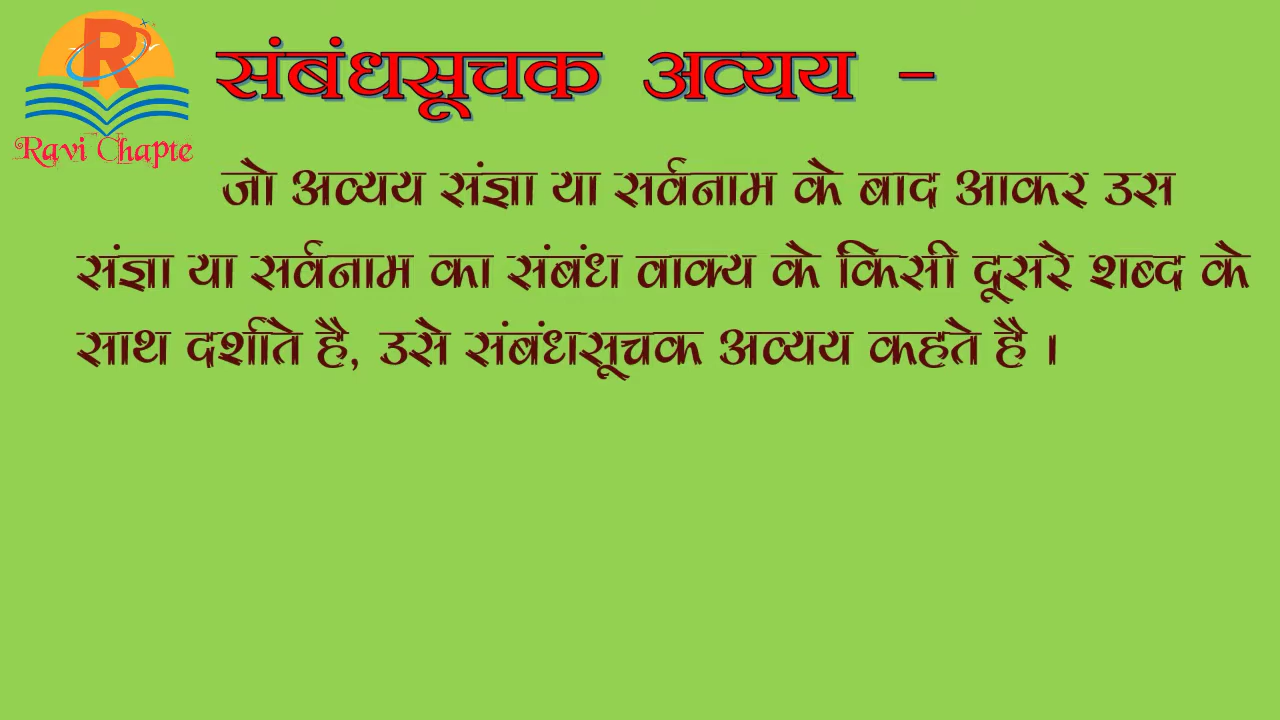 संबंधसूचक अव्यय -
Ravi Chapte
जो अव्यय संज्ञा या सर्वनाम के बाद आकर उस
संज्ञा या सर्वनाम का संबंध वाक्य के किसी दूसरे शब्द के
साथ दर्शाते है, उसे संबंधसूचक अव्यय कहते है ।